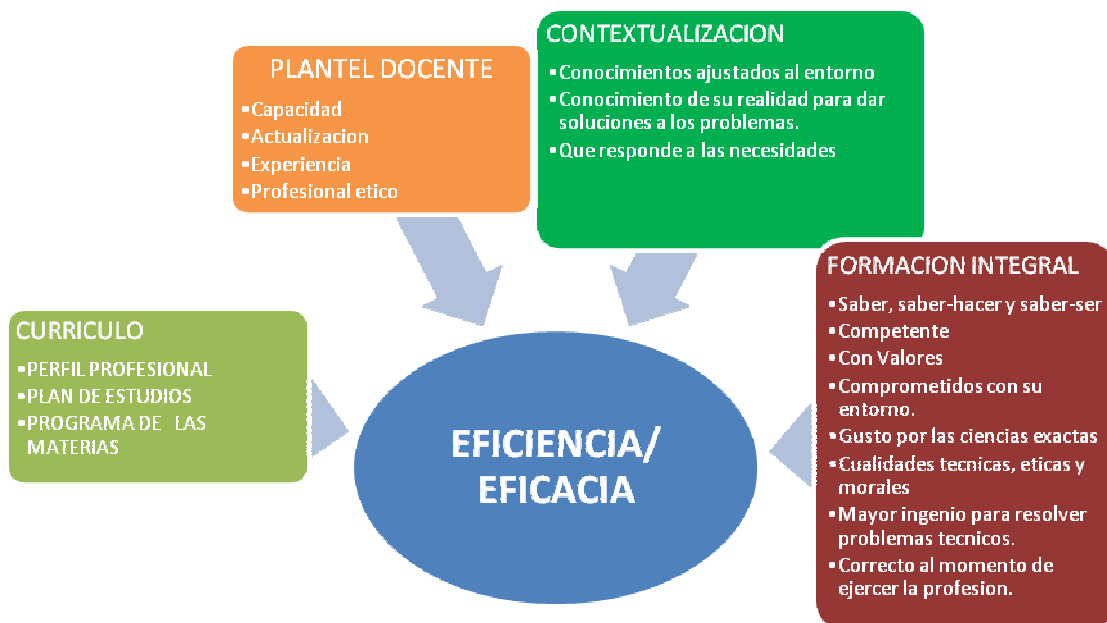 PLANTEL DOCENTE
•Capacidad
•Actualizacion
•Experiencia
•Profesional etico
CONTEXTUALIZACION
•Conocimientos ajustados al entorno
•Conocimiento de su realidad para dar
soluciones a los problemas.
•Que responde a las necesidades
CURRICULO
•PERFIL PROFESIONAL
•PLAN DE ESTUDIOS
•PROGRAMA DE LAS
MATERIAS
EFICIENCIA/
EFICACIA
FORMACION INTEGRAL
•Saber, saber-hacer y saber-ser
•Competente
•Con Valores
•Comprometidos con su
entorno.
•Gusto por las ciencias exactas
•Cualidades tecnicas, eticas y
morales
•Mayor ingenio para resolver
problemas tecnicos.
•Correcto al momento de
ejercer la profesion.